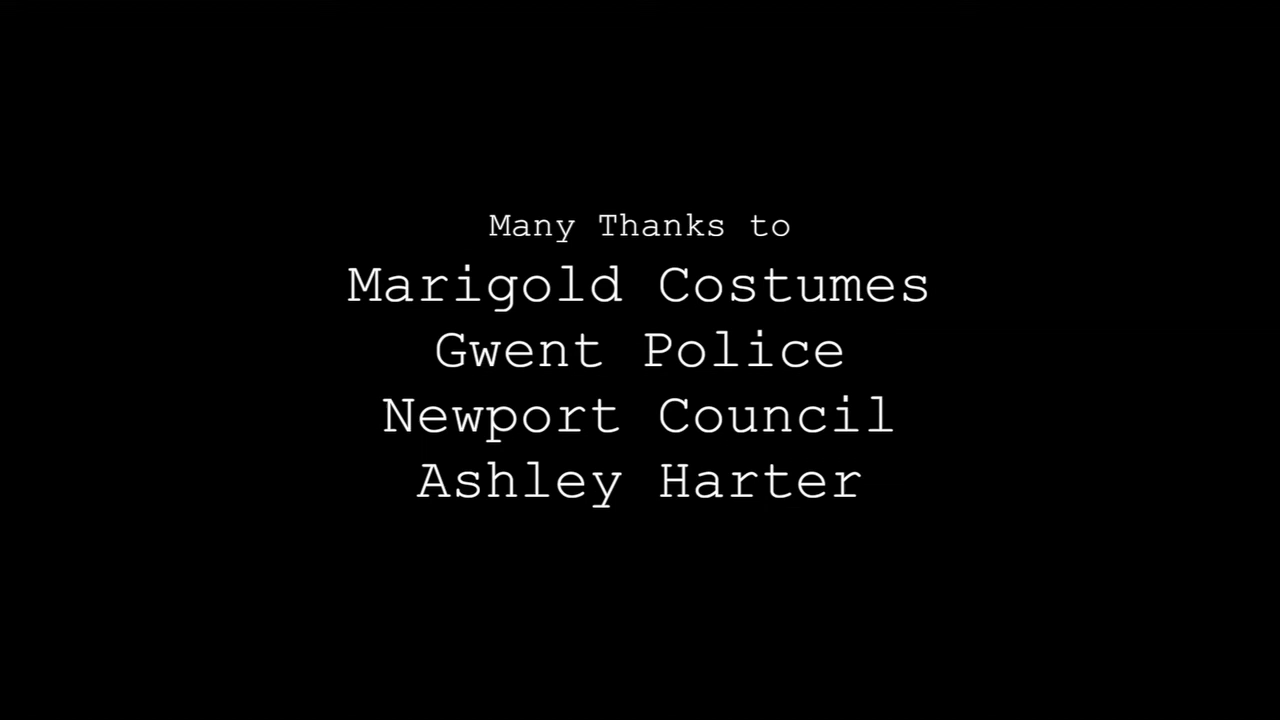 Many Thanks to
Marigold Costumes
Gwent Police
Newport Council
Ashley Harter